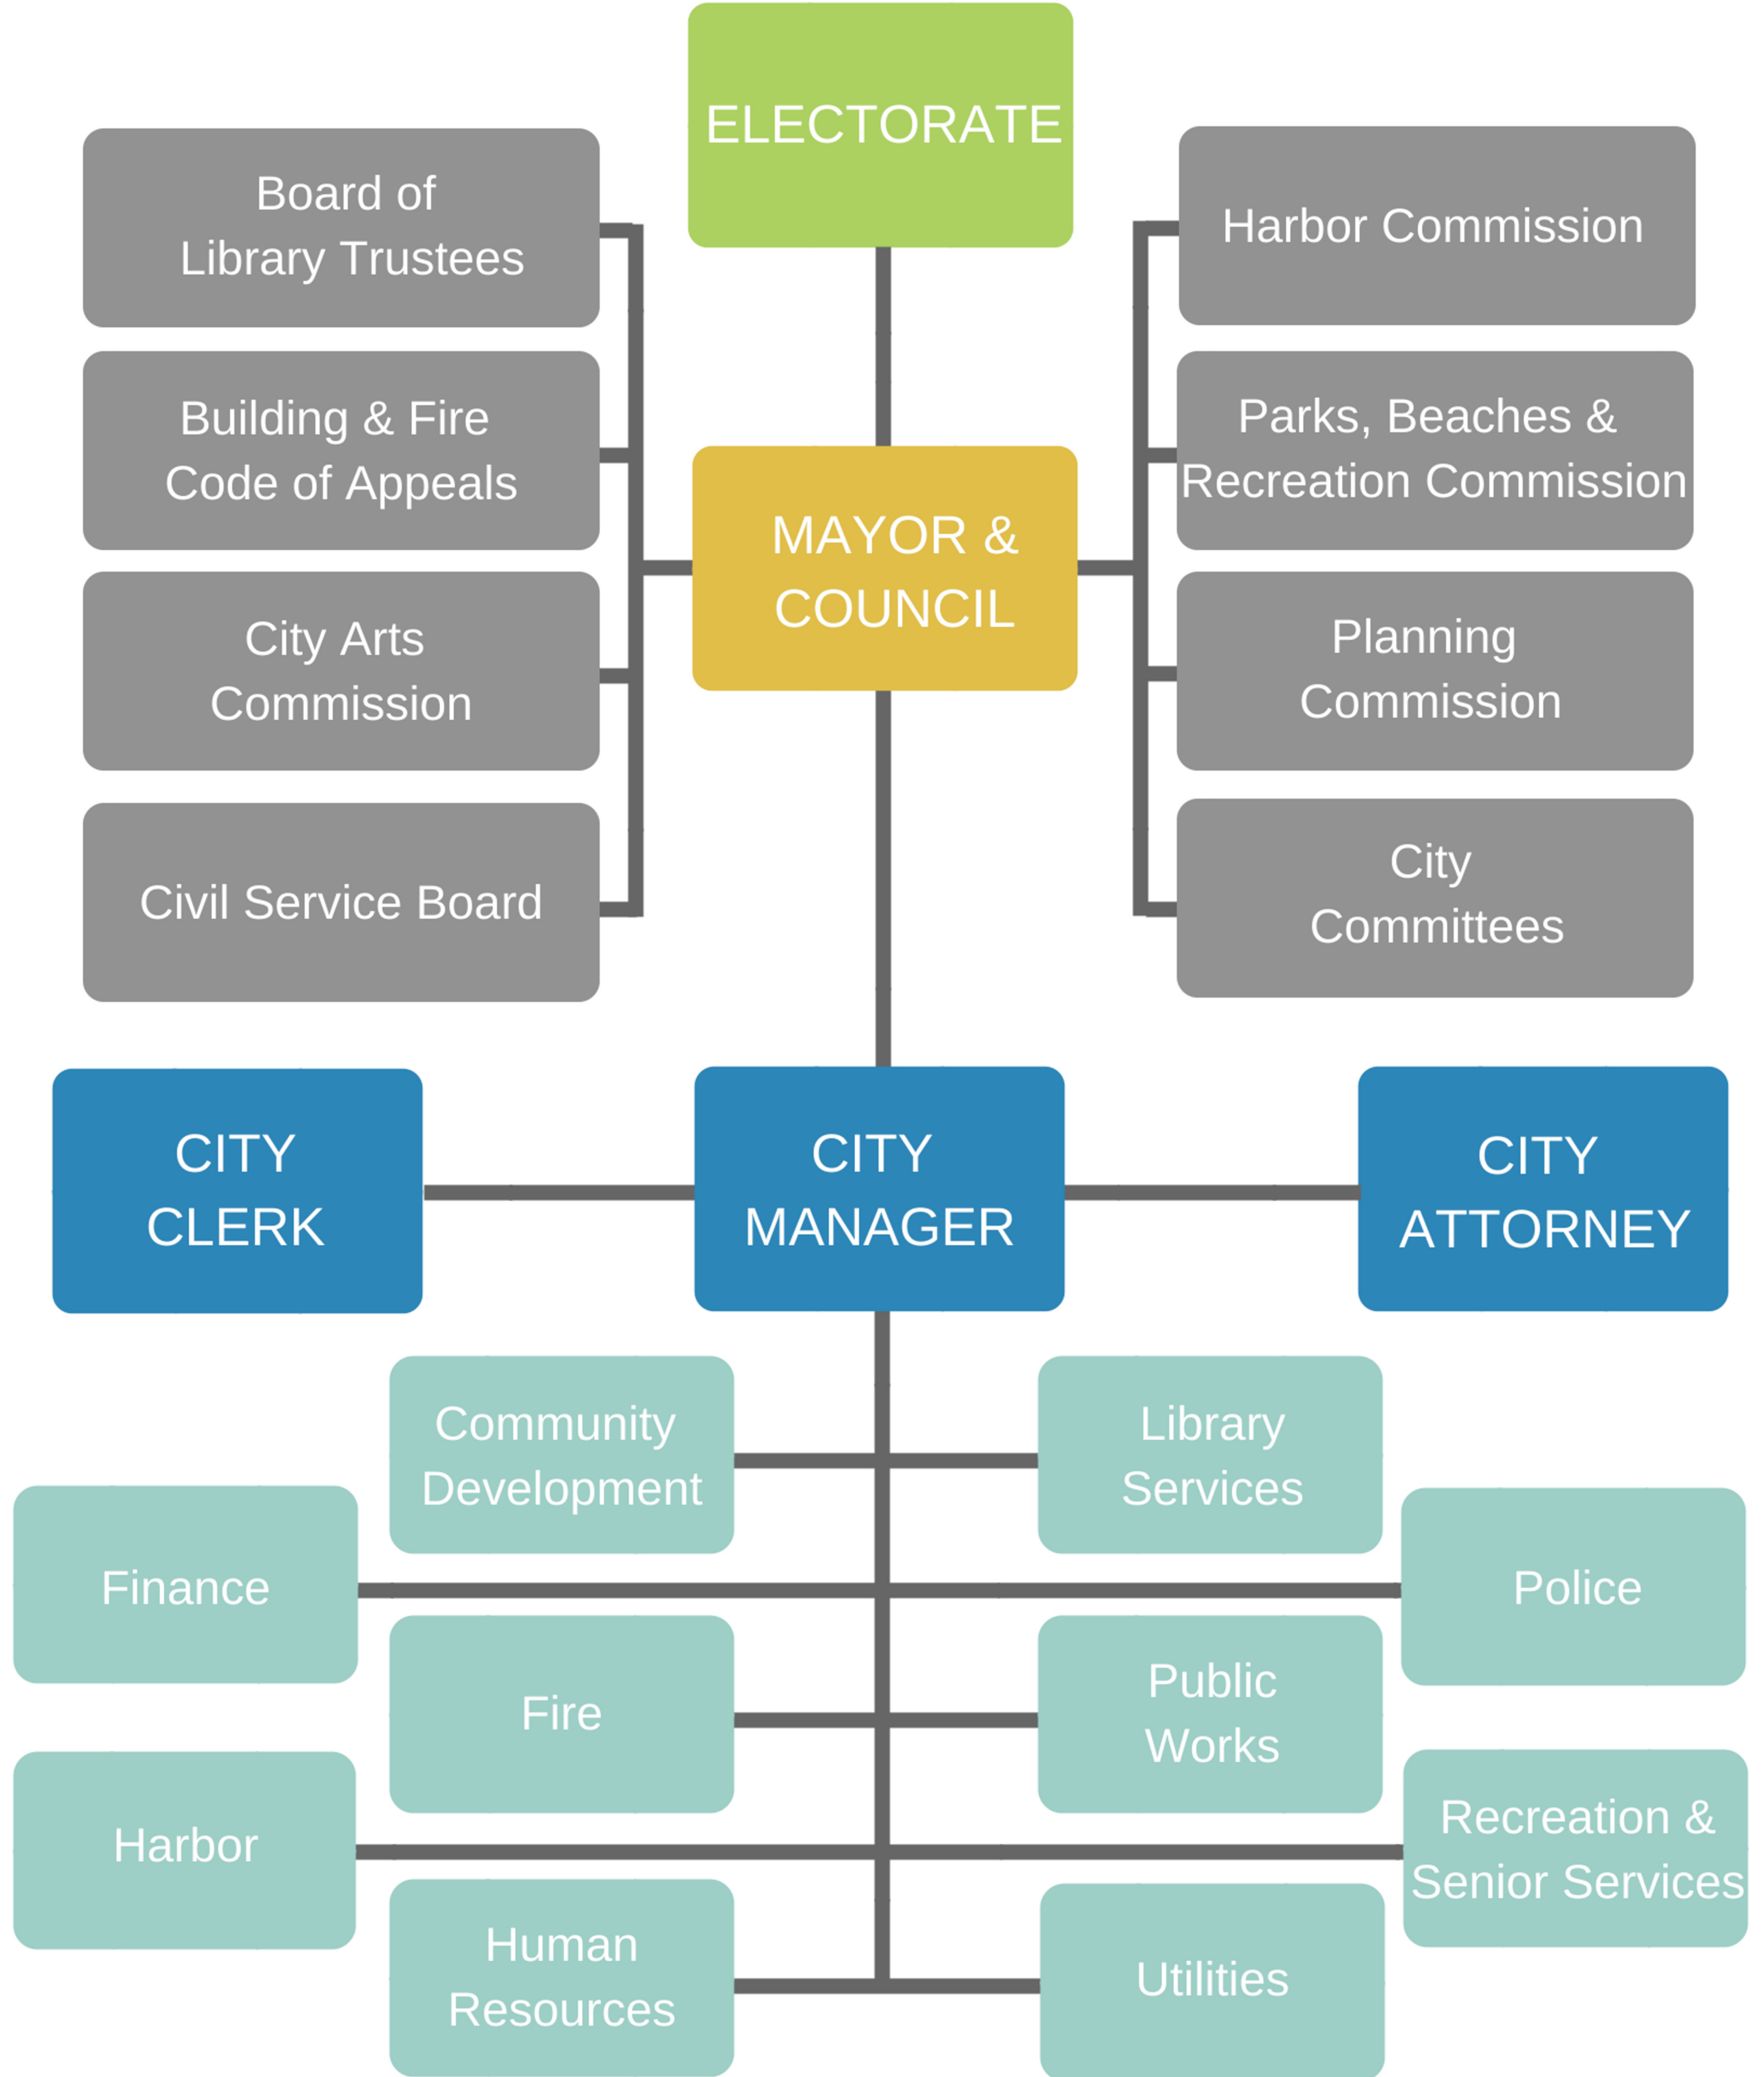 ELECTORATE
Board of
Library Trustees
Harbor Commission
Building & Fire
Code of Appeals
Parks, Beaches &
Recreation Commission
MAYOR &
COUNCIL
City Arts
Commission
Planning
Commission
Civil Service Board
City
Committees
CITY
CLERK
CITY
MANAGER
CITY
ATTORNEY
Community
Development
Library
Services
Finance
Police
Fire
Public
Works
Harbor
Recreation &
Senior Services
Human
Resources
Utilities